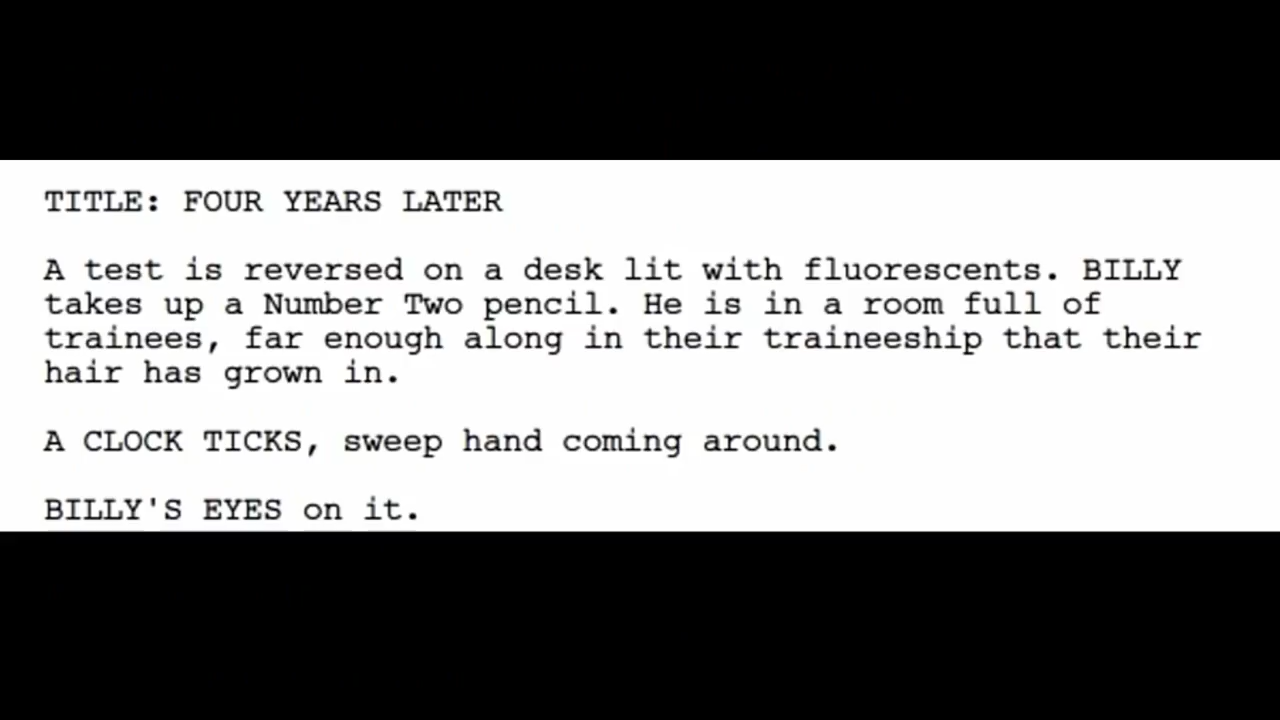 TITLE: FOUR YEARS LATER
A test is reversed on a desk lit with fluorescents. BILLY
takes up a Number Two pencil. He is in a room full of
trainees, far enough along in their traineeship that their
hair has grown in.
A CLOCK TICKS, sweep hand coming around.
BILLY'S EYES on it.